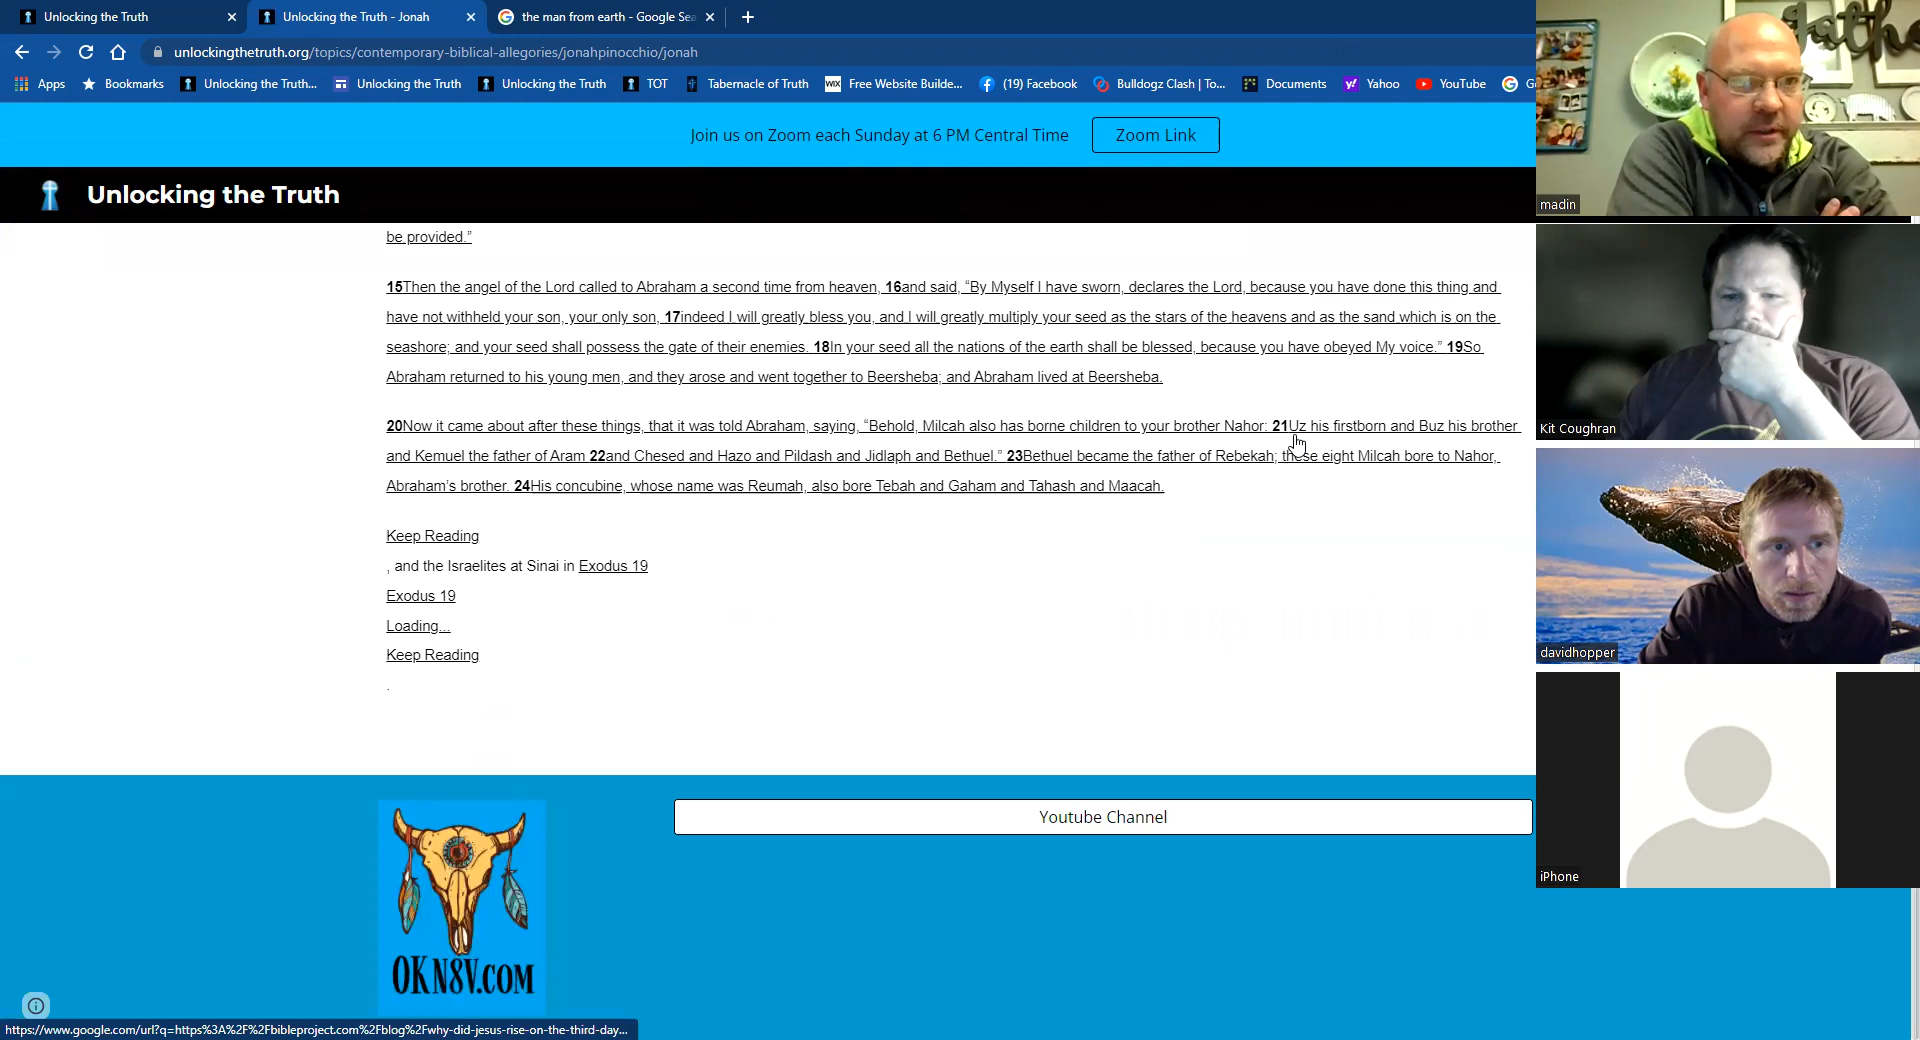 Unlocking the Truth
Unlocking the Truth - Jonah
the man from earth - Google Sea
unlockingthetruth.org/topics/contemporary-biblical-allegories/jonahpinocchio/jonah
Apps Bookmarks Unlocking the Truth... Unlocking the Truth Unlocking the Truth TOT Tabernacle of Truth WIX Free Website Builde... (19) Facebook Bulldogz Clash | To... Documents Yahoo YouTube
Join us on Zoom each Sunday at 6 PM Central Time Zoom Link
Unlocking the Truth
be provided.”
15Then the angel of the Lord called to Abraham a second time from heaven, 16and said, “By Myself I have sworn, declares the Lord, because you have done this thing and
have not withheld your son, your only son, 17indeed I will greatly bless you, and I will greatly multiply your seed as the stars of the heavens and as the sand which is on the
seashore; and your seed shall possess the gate of their enemies. 18In your seed all the nations of the earth shall be blessed, because you have obeyed My voice.” 19So
Abraham returned to his young men, and they arose and went together to Beersheba; and Abraham lived at Beersheba.
20Now it came about after these things, that it was told Abraham, saying, “Behold, Milcah also has borne children to your brother Nahor: 21Uz his firstborn and Buz his brother
and Kemuel the father of Aram 22and Chesed and Hazo and Pildash and Jidlaph and Bethuel.” 23Bethuel became the father of Rebekah; these eight Milcah bore to Nahor,
Abraham’s brother. 24His concubine, whose name was Reumah, also bore Tebah and Gaham and Tahash and Maacah.
Keep Reading
, and the Israelites at Sinai in Exodus 19
Exodus 19
Loading...
Keep Reading
.
Youtube Channel
OKN8V.COM
https://www.google.com/url?q=https%3A%2F%2Fbibleproject.com%2Fblog%2Fwhy-did-jesus-rise-on-the-third-day...
madin
Kit Coughran
davidhopper
iPhone